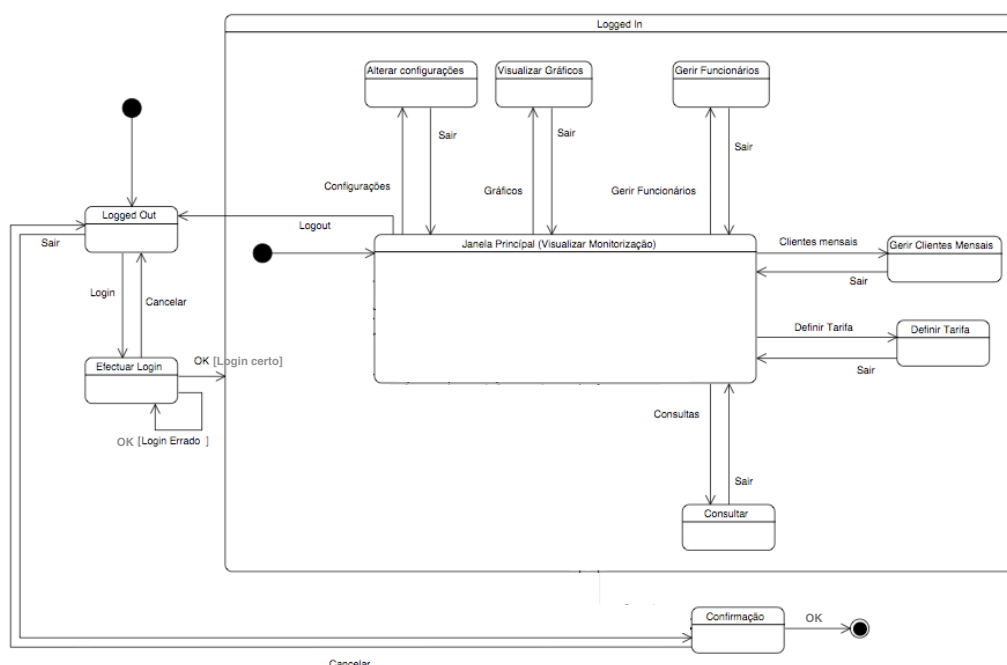 Logged In
Alterar configurações
Visualizar Gráficos
Gerir Funcionários
Sair
Sair
Sair
Configurações
Gráficos
Gerir Funcionários
Logged Out
Logout
Sair
Janela Princípal (Visualizar Monitorização)
Clientes mensais
Gerir Clientes Mensais
Sair
Login
Cancelar
Definir Tarifa
Definir Tarifa
Sair
Efectuar Login
OK [Login certo]
OK [Login Errado ]
Consultas
Sair
Consultar
Confirmação
OK
Cancelar